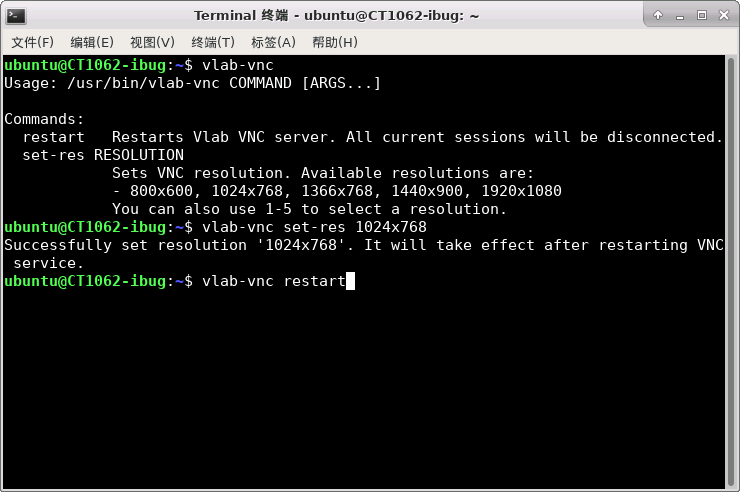 Terminal 终端 - ubuntu@CT1062-ibug: ~
文件(F) 编辑(E) 视图(V) 终端(T) 标签(A) 帮助(H)
ubuntu@CT1062-ibug:~$ vlab-vnc
Usage: /usr/bin/vlab-vnc COMMAND [ARGS...]
Commands:
  restart   Restarts Vlab VNC server. All current sessions will be disconnected.
  set-res RESOLUTION
            Sets VNC resolution. Available resolutions are:
            - 800x600, 1024x768, 1366x768, 1440x900, 1920x1080
            You can also use 1-5 to select a resolution.
ubuntu@CT1062-ibug:~$ vlab-vnc set-res 1024x768
Successfully set resolution '1024x768'. It will take effect after restarting VNC
 service.
ubuntu@CT1062-ibug:~$ vlab-vnc restart